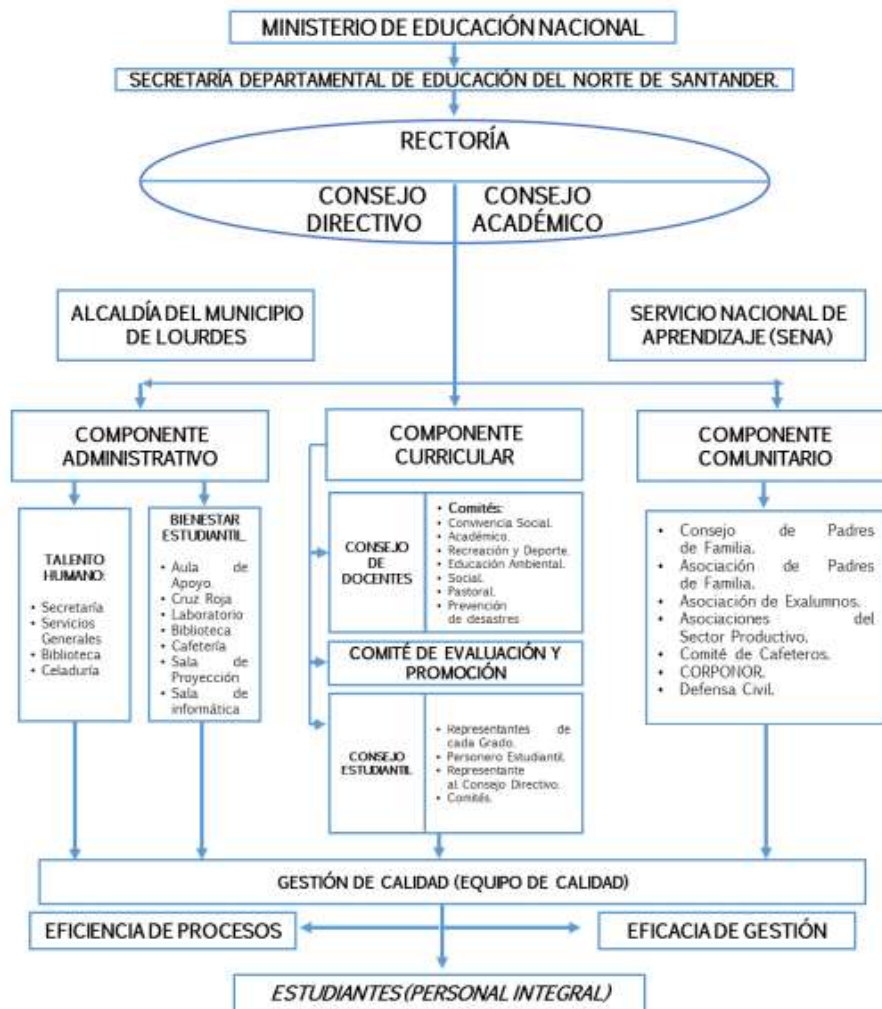 MINISTERIO DE EDUCACIÓN NACIONAL
SECRETARÍA DEPARTAMENTAL DE EDUCACIÓN DEL NORTE DE SANTANDER.
RECTORÍA
CONSEJO
DIRECTIVO
CONSEJO
ACADÉMICO
ALCALDÍA DEL MUNICIPIO
DE LOURDES
SERVICIO NACIONAL DE
APRENDIZAJE (SENA)
COMPONENTE
ADMINISTRATIVO
COMPONENTE
CURRICULAR
COMPONENTE
COMUNITARIO
TALENTO
HUMANO:
• Secretaría
• Servicios
Generales
• Biblioteca
• Celaduría
BIENESTAR
ESTUDIANTIL.
• Aula de
Apoyo.
• Cruz Roja
• Laboratorio
• Biblioteca
• Cafetería
• Sala de
Proyección
• Sala de
informática
CONSEJO
DE
DOCENTES
• Comités:
• Convivencia Social.
• Académico.
• Recreación y Deporte.
• Educación Ambiental.
• Social.
• Pastoral.
• Prevención
de desastres
COMITÉ DE EVALUACIÓN Y
PROMOCIÓN
CONSEJO
ESTUDIANTIL
• Representantes de
cada Grado.
• Personero Estudiantil.
• Representante
al Consejo Directivo.
• Comités.
• Consejo de Padres
de Familia.
• Asociación de Padres
de Familia.
• Asociación de Exalumnos.
• Asociaciones del
Sector Productivo.
• Comité de Cafeteros.
• CORPONOR.
• Defensa Civil.
GESTIÓN DE CALIDAD (EQUIPO DE CALIDAD)
EFICIENCIA DE PROCESOS
EFICACIA DE GESTIÓN
ESTUDIANTES (PERSONAL INTEGRAL)